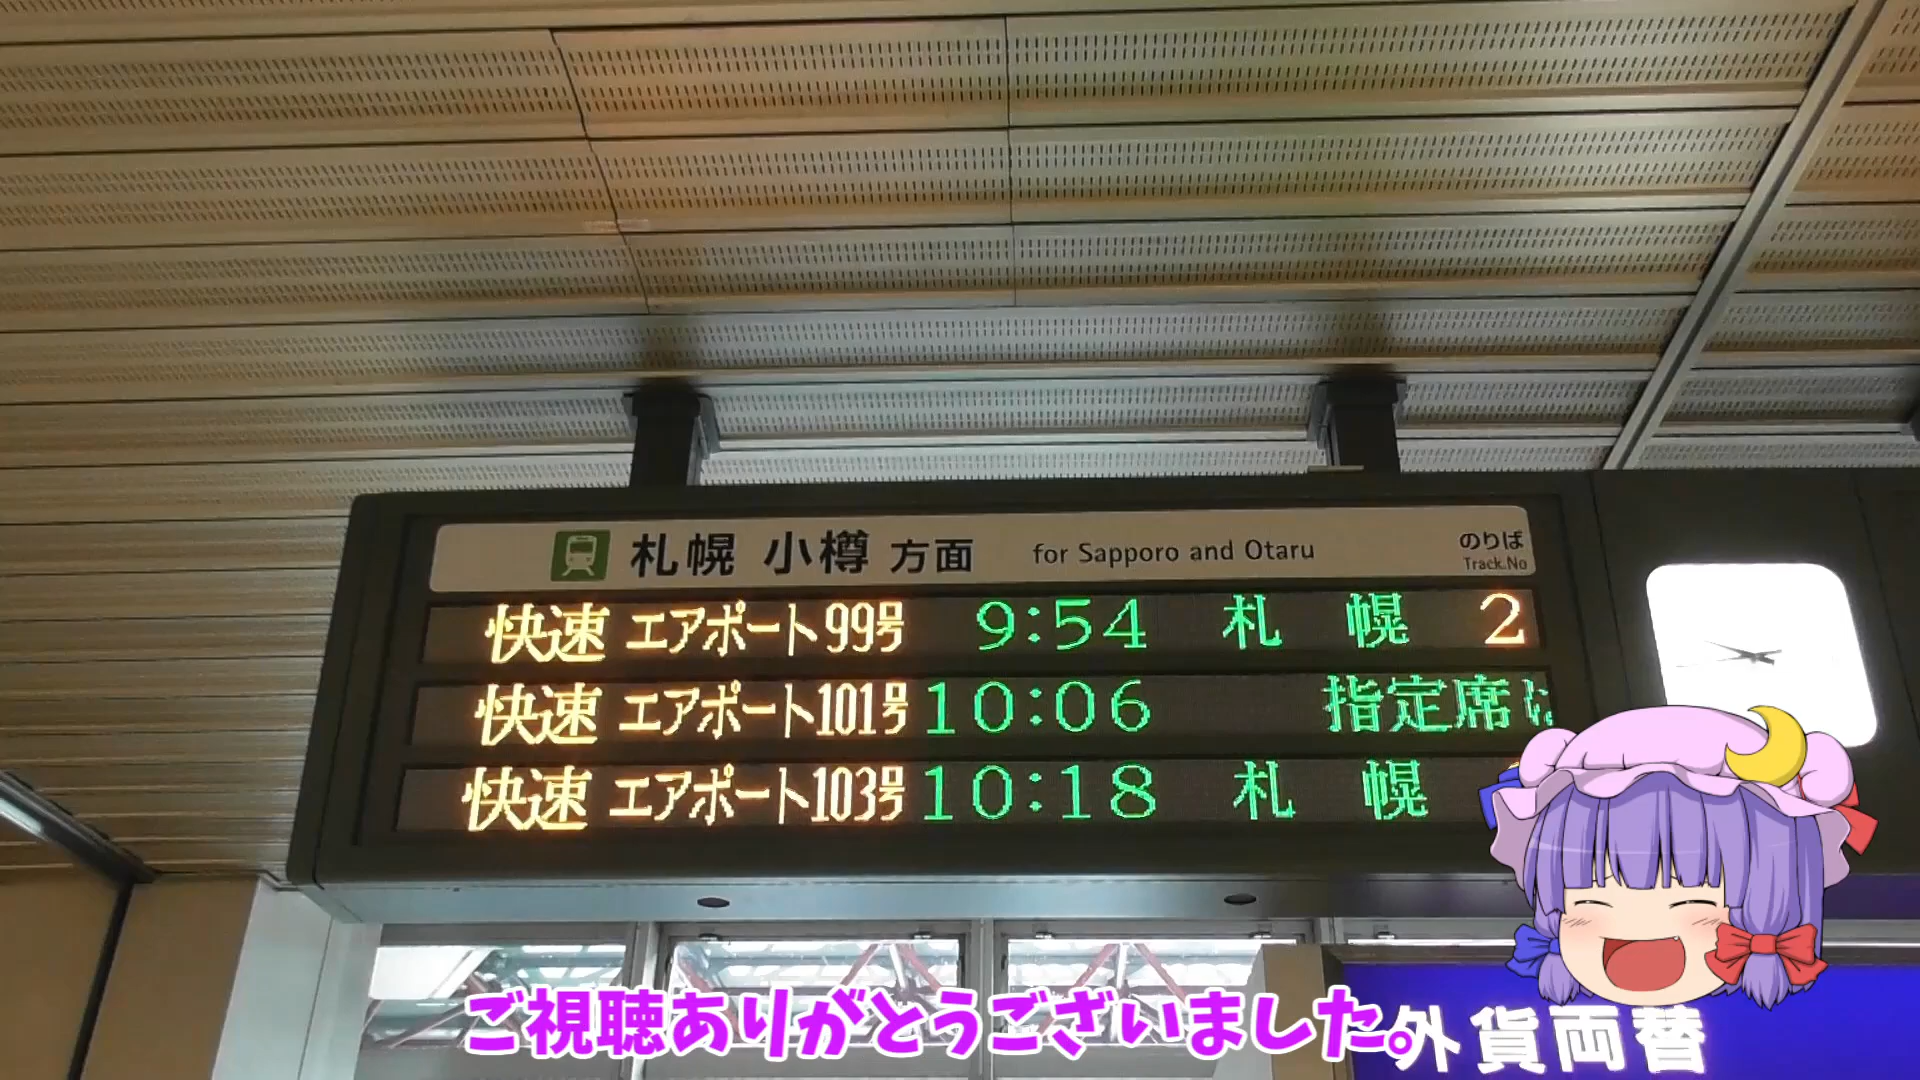 札幌 小樽 方面 for Sapporo and Otaru のりば
Track.No
快速 エアポート99号 9:54 札幌 2
快速 エアポート101号 10:06 指定席
快速 エアポート103号 10:18 札幌
ご視聴ありがとうございました。
外貨両替